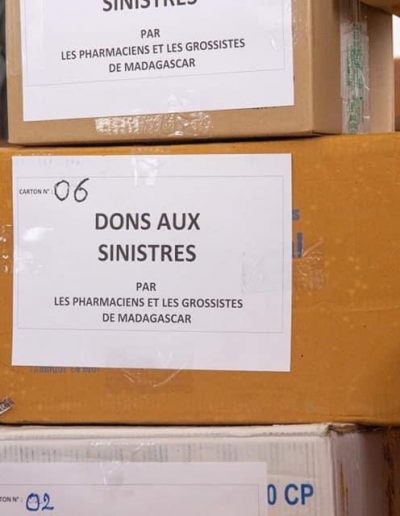 SINISTRES
PAR
LES PHARMACIENS ET LES GROSSISTES
DE MADAGASCAR
CARTON N° : 06
DONS AUX
SINISTRES
PAR
LES PHARMACIENS ET LES GROSSISTES
DE MADAGASCAR
N° : 02
0 CP